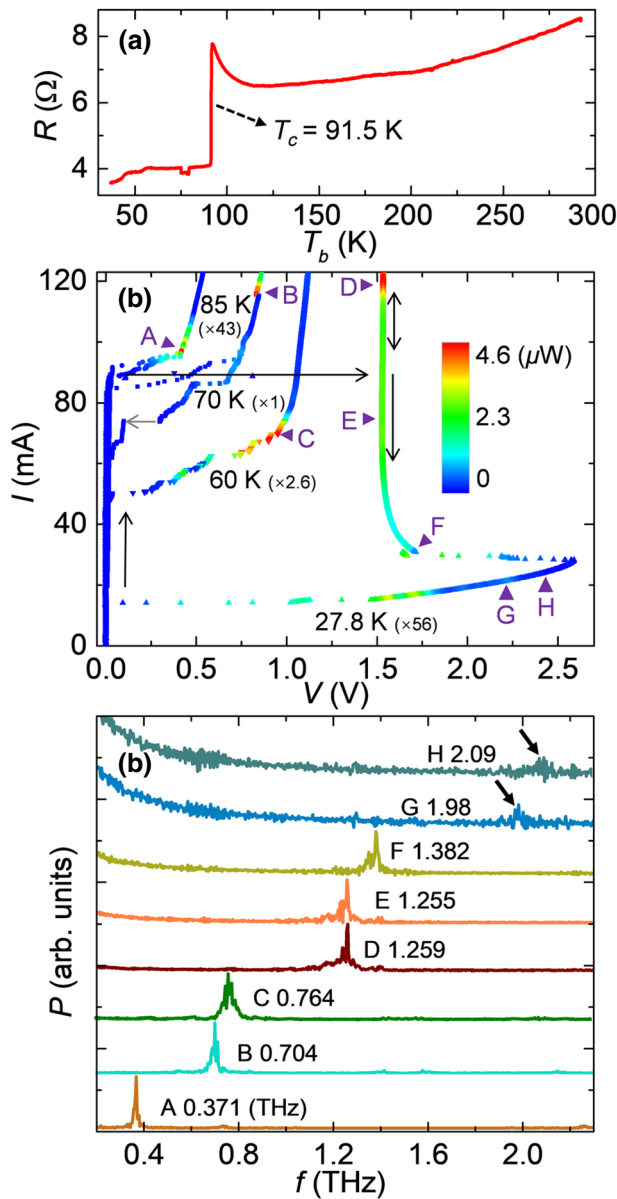 (a)
R (Ω)
8
6
4
T_c = 91.5 K
50 100 150 200 250 300
T_b (K)
(b)
I (mA)
120
80
40
0
85 K
(×43)
A
B
D
70 K (×1)
C
E
60 K (×2.6)
F
4.6 (μW)
2.3
0
27.8 K (×56)
G H
0.0 0.5 1.0 1.5 2.0 2.5
V (V)
(b)
P (arb. units)
H 2.09
G 1.98
F 1.382
E 1.255
D 1.259
C 0.764
B 0.704
A 0.371 (THz)
0.4 0.8 1.2 1.6 2.0
f (THz)